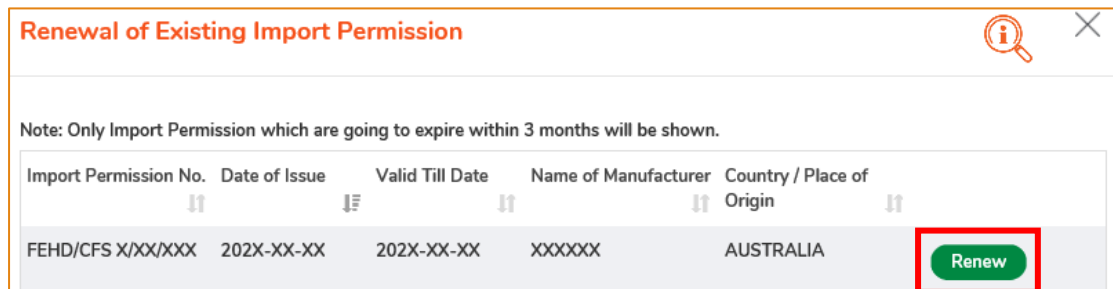 Renewal of Existing Import Permission
Note: Only Import Permission which are going to expire within 3 months will be shown.
Import Permission No. Date of Issue Valid Till Date Name of Manufacturer Country / Place of
Origin
FEHD/CFS X/XX/XXX 202X-XX-XX 202X-XX-XX XXXXXX AUSTRALIA Renew